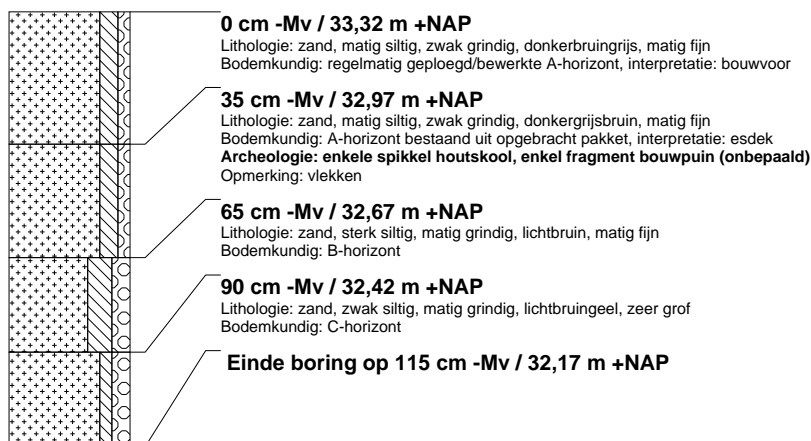 0 cm -Mv / 33,32 m +NAP
Lithologie: zand, matig siltig, zwak grindig, donkerbruingrijs, matig fijn
Bodemkundig: regelmatig geploegd/bewerkte A-horizont, interpretatie: bouwvoor
35 cm -Mv / 32,97 m +NAP
Lithologie: zand, matig siltig, zwak grindig, donkergrijsbruin, matig fijn
Bodemkundig: A-horizont bestaand uit opgebracht pakket, interpretatie: esdek
Archeologie: enkele spikkel houtskool, enkel fragment bouwpuin (onbepaald)
Opmerking: vlekken
65 cm -Mv / 32,67 m +NAP
Lithologie: zand, sterk siltig, matig grindig, lichtbruin, matig fijn
Bodemkundig: B-horizont
90 cm -Mv / 32,42 m +NAP
Lithologie: zand, zwak siltig, matig grindig, lichtbruingeel, zeer grof
Bodemkundig: C-horizont
Einde boring op 115 cm -Mv / 32,17 m +NAP